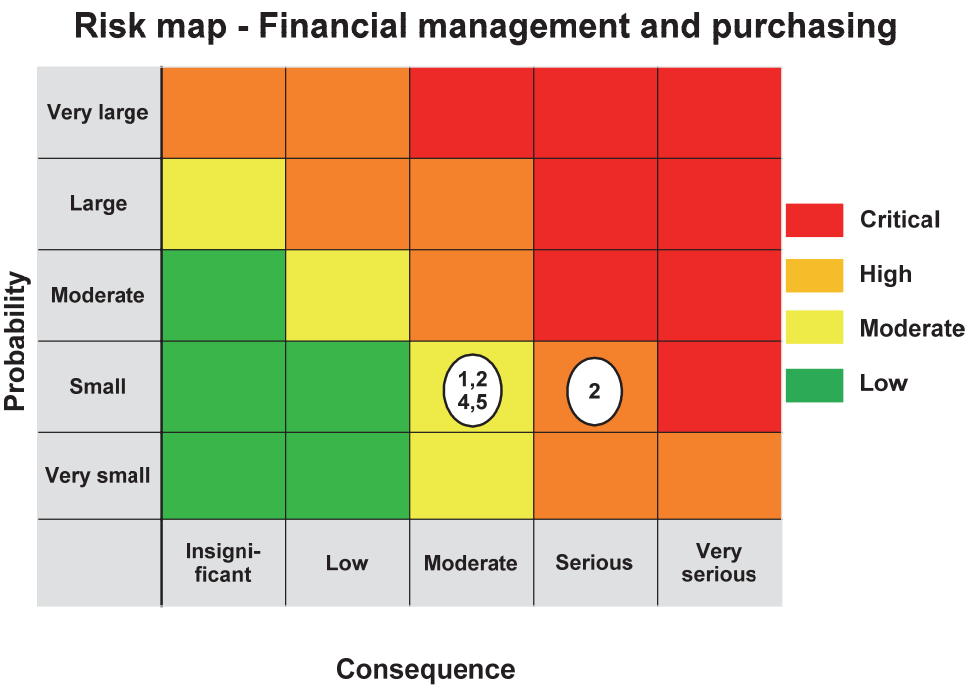 Risk map - Financial management and purchasing
Probability
Very large
Large
Moderate
Small
1,2
4,5
2
Very small
Insigni-
ficant
Low
Moderate
Serious
Very
serious
Consequence
Critical
High
Moderate
Low